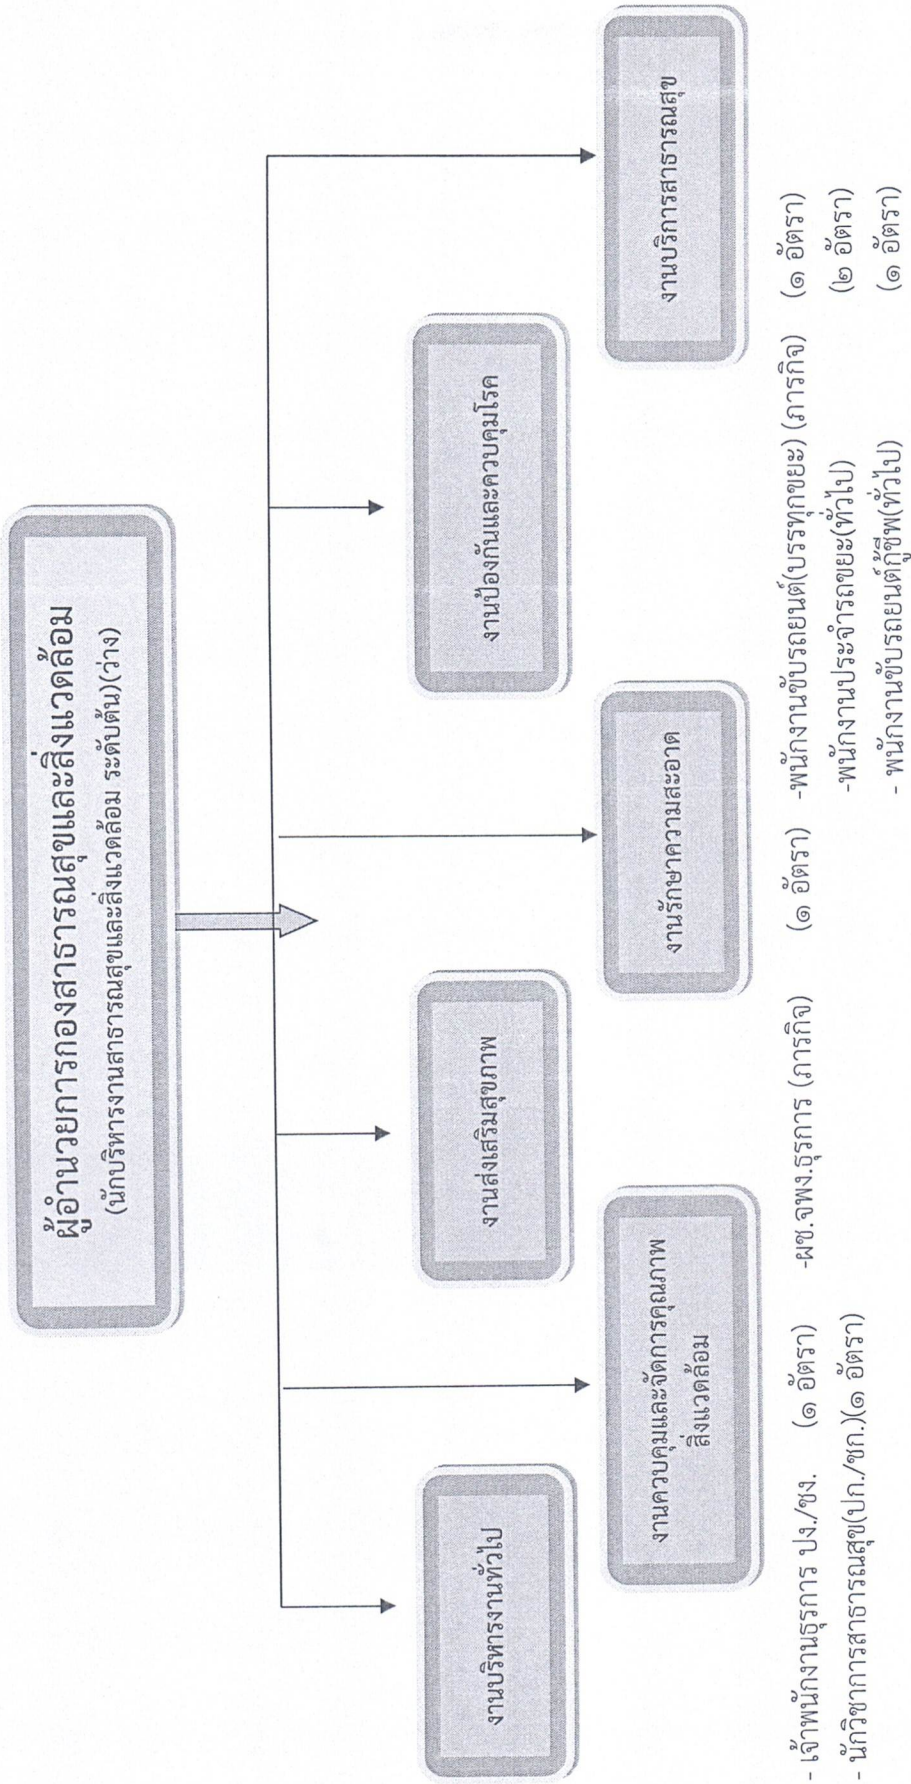 ผู้อำนวยการกองสาธารณสุขและสิ่งแวดล้อม
(นักบริหารงานสาธารณสุขและสิ่งแวดล้อม ระดับต้น)(ว่าง)
งานบริหารงานทั่วไป
งานส่งเสริมสุขภาพ
งานป้องกันและควบคุมโรค
งานควบคุมและจัดการคุณภาพ
สิ่งแวดล้อม
งานรักษาความสะอาด
งานบริการสาธารณสุข
- เจ้าพนักงานธุรการ ปง./ชง. (๑ อัตรา) -ผช.จพง.ธุรการ (ภารกิจ) (๑ อัตรา) -พนักงานขับรถยนต์(บรรทุกขยะ) (ภารกิจ) (๑ อัตรา)
- นักวิชาการสาธารณสุข(ปก./ชก.)(๑ อัตรา) -พนักงานประจำรถขยะ(ทั่วไป) (๒ อัตรา)
- พนักงานขับรถยนต์กู้ชีพ(ทั่วไป) (๑ อัตรา)